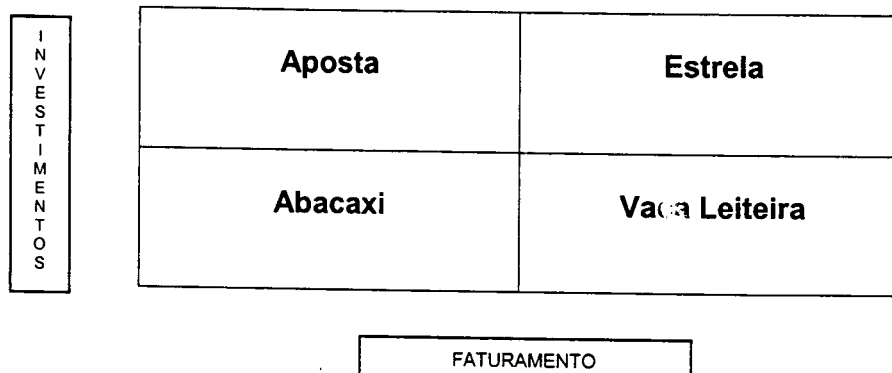 INVESTIMENTOS
Aposta
Estrela
Abacaxi
Vaca Leiteira
FATURAMENTO